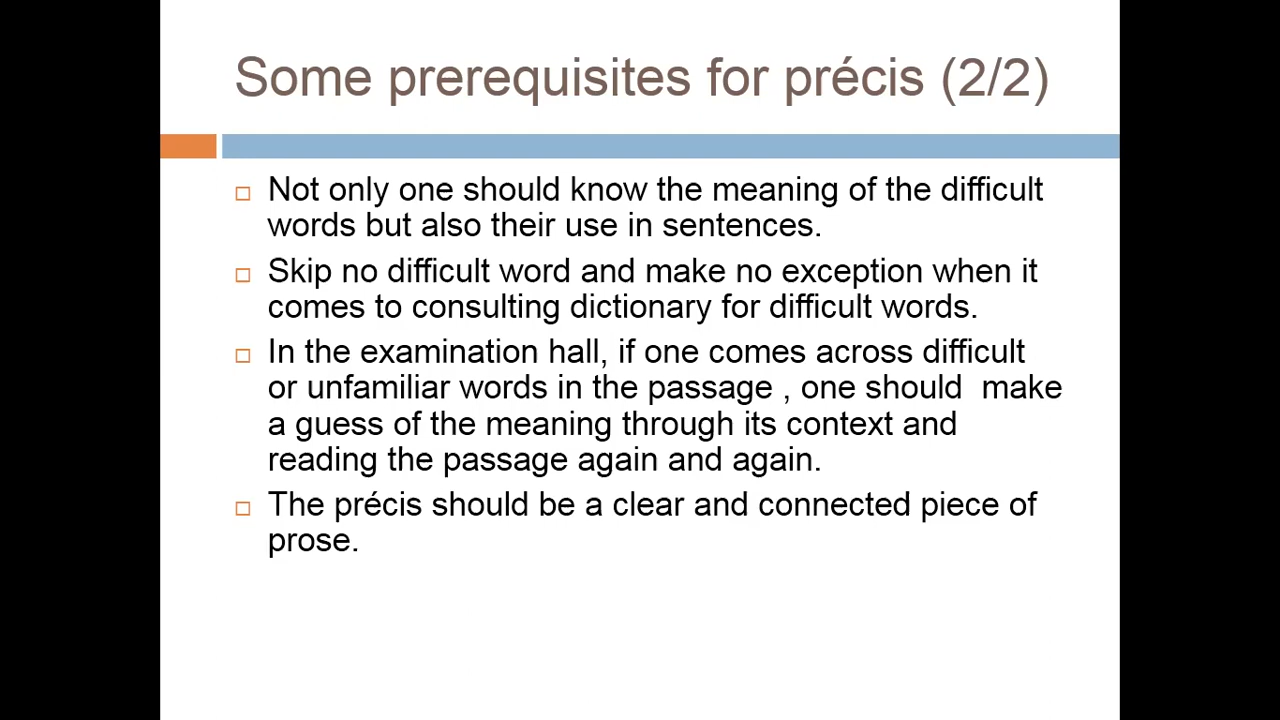 Some prerequisites for précis (2/2)
Not only one should know the meaning of the difficult
words but also their use in sentences.
Skip no difficult word and make no exception when it
comes to consulting dictionary for difficult words.
In the examination hall, if one comes across difficult
or unfamiliar words in the passage , one should  make
a guess of the meaning through its context and
reading the passage again and again.
The précis should be a clear and connected piece of
prose.